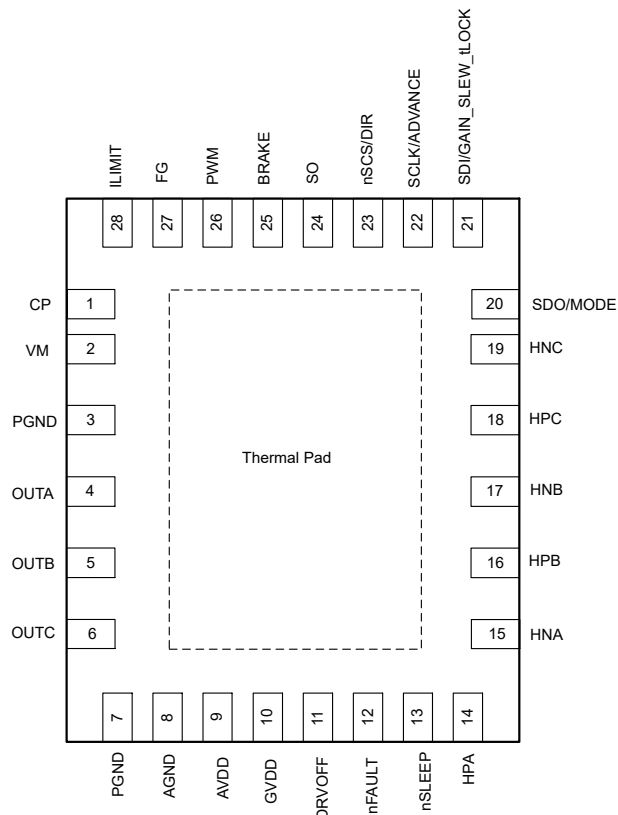 ILIMIT
FG
PWM
BRAKE
SO
nSCS/DIR
SCLK/ADVANCE
SDI/GAIN_SLEW_tLOCK
28
27
26
25
24
23
22
21
CP 1
20 SDO/MODE
VM 2
19 HNC
PGND 3
18 HPC
Thermal Pad
OUTA 4
17 HNB
OUTB 5
16 HPB
OUTC 6
15 HNA
7
8
9
10
11
12
13
14
PGND
AGND
AVDD
GVDD
DRVOFF
nFAULT
nSLEEP
HPA